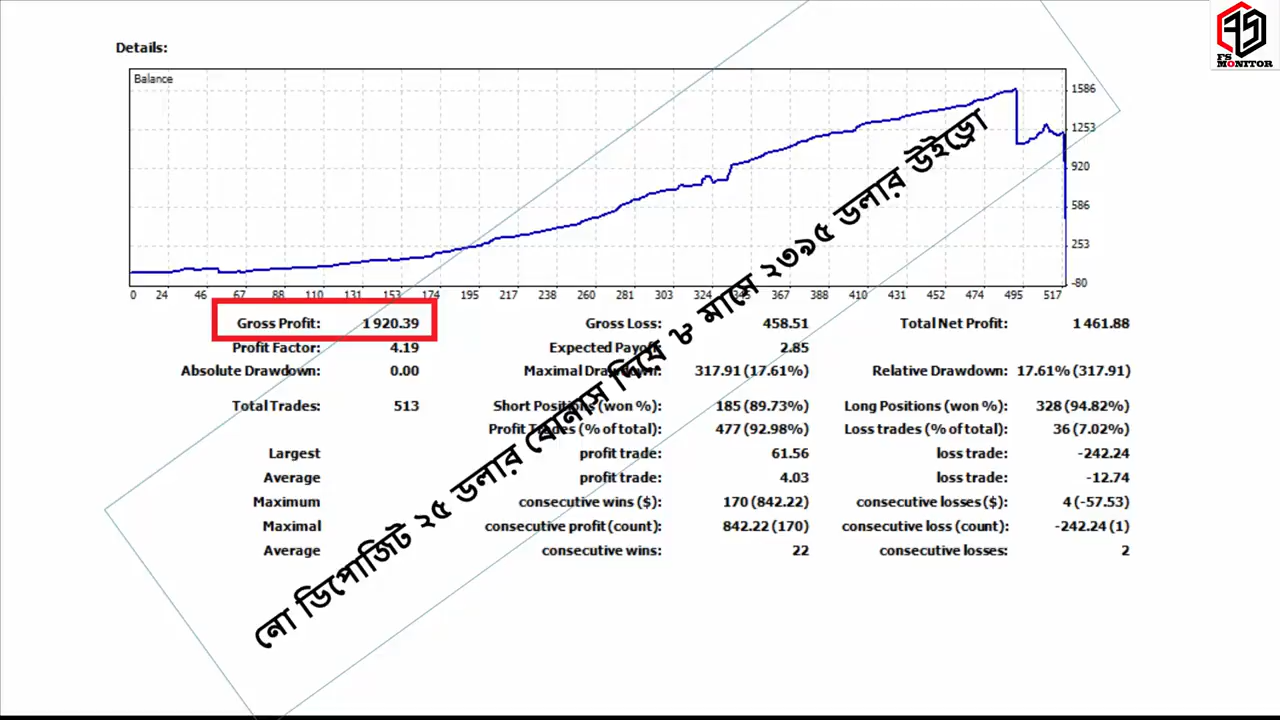 FS
MONITOR
Details:
Balance
1586
1253
920
586
253
-80
0 24 46 67 88 110 131 153 174 195 217 238 260 281 303 324 345 367 388 410 431 452 474 495 517
Gross Profit: 1 920.39 Gross Loss: 458.51 Total Net Profit: 1 461.88
Profit Factor: 4.19 Expected Payoff: 2.85
Absolute Drawdown: 0.00 Maximal Drawdown: 317.91 (17.61%) Relative Drawdown: 17.61% (317.91)
Total Trades: 513 Short Positions (won %): 185 (89.73%) Long Positions (won %): 328 (94.82%)
Profit Trades (% of total): 477 (92.98%) Loss trades (% of total): 36 (7.02%)
Largest profit trade: 61.56 loss trade: -242.24
Average profit trade: 4.03 loss trade: -12.74
Maximum consecutive wins ($): 170 (842.22) consecutive losses ($): 4 (-57.53)
Maximal consecutive profit (count): 842.22 (170) consecutive loss (count): -242.24 (1)
Average consecutive wins: 22 consecutive losses: 2
নো ডিপোজিট ২৫ ডলার বোনাস দিয়ে ৮ মাসে ২৩৯৫ ডলার উইড্রো